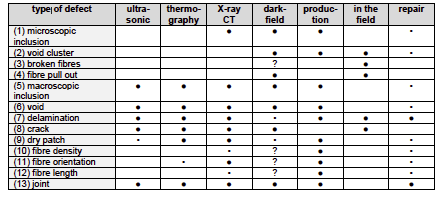 type of defect ultra-sonic thermo-graphy X-ray CT dark-field produc-tion in the field repair
(1) microscopic inclusion • • • •
(2) void cluster • • • •
(3) broken fibres ? •
(4) fibre pull out • •
(5) macroscopic inclusion • • • • • •
(6) void • • • • • •
(7) delamination • • • • • • •
(8) crack • • • • •
(9) dry patch • • • • • •
(10) fibre density • ? • •
(11) fibre orientation • • ? • •
(12) fibre length • ? • •
(13) joint • • • • • •